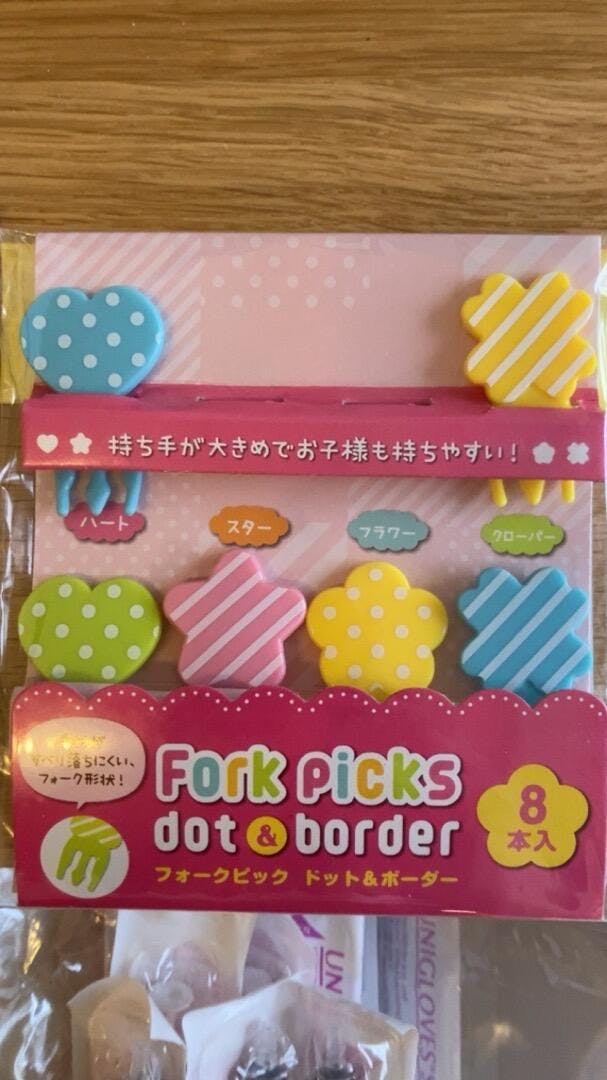 持ち手が大きめでお子様も持ちやすい!
ハート
スター
フラワー
クローバー
すべり落ちにくい、
フォーク形状!
Fork picks
dot & border
フォークピック ドット&ボーダー
8
本入
UN
UNIGLOVES